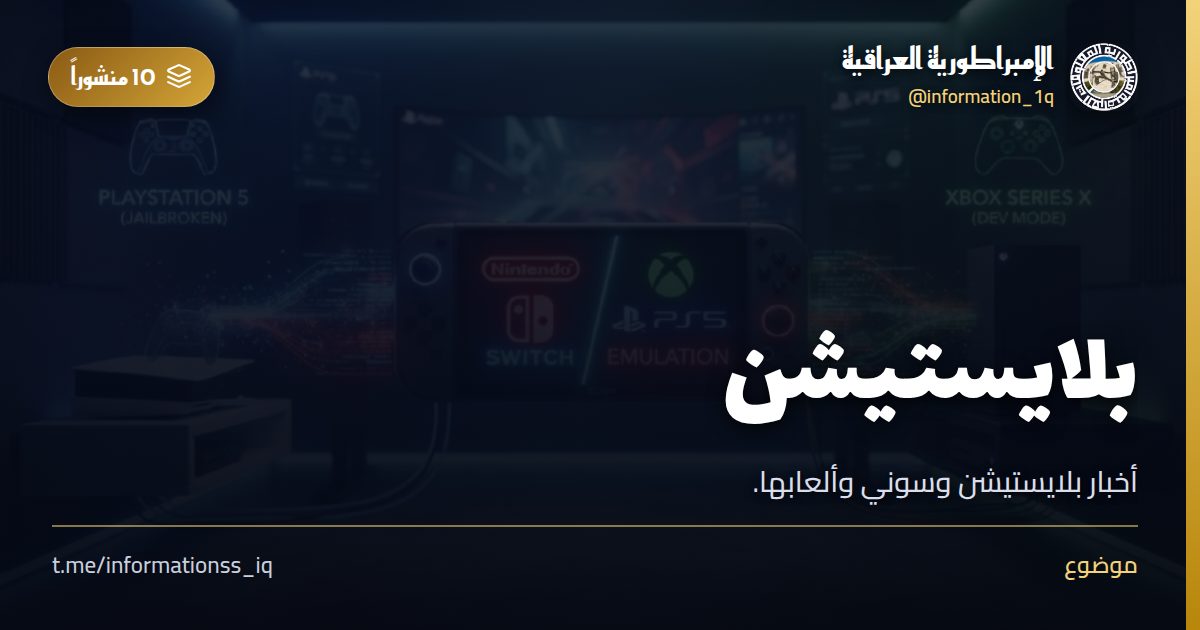 الإمبراطورية العراقية
@information_1q
10 منشوراً
PLAYSTATION 5
(JAILBROKEN)
XBOX SERIES X
(DEV MODE)
Nintendo
SWITCH
PS5
EMULATION
بلايستيشن
أخبار بلايستيشن وسوني وألعابها.
موضوع
t.me/informationss_iq